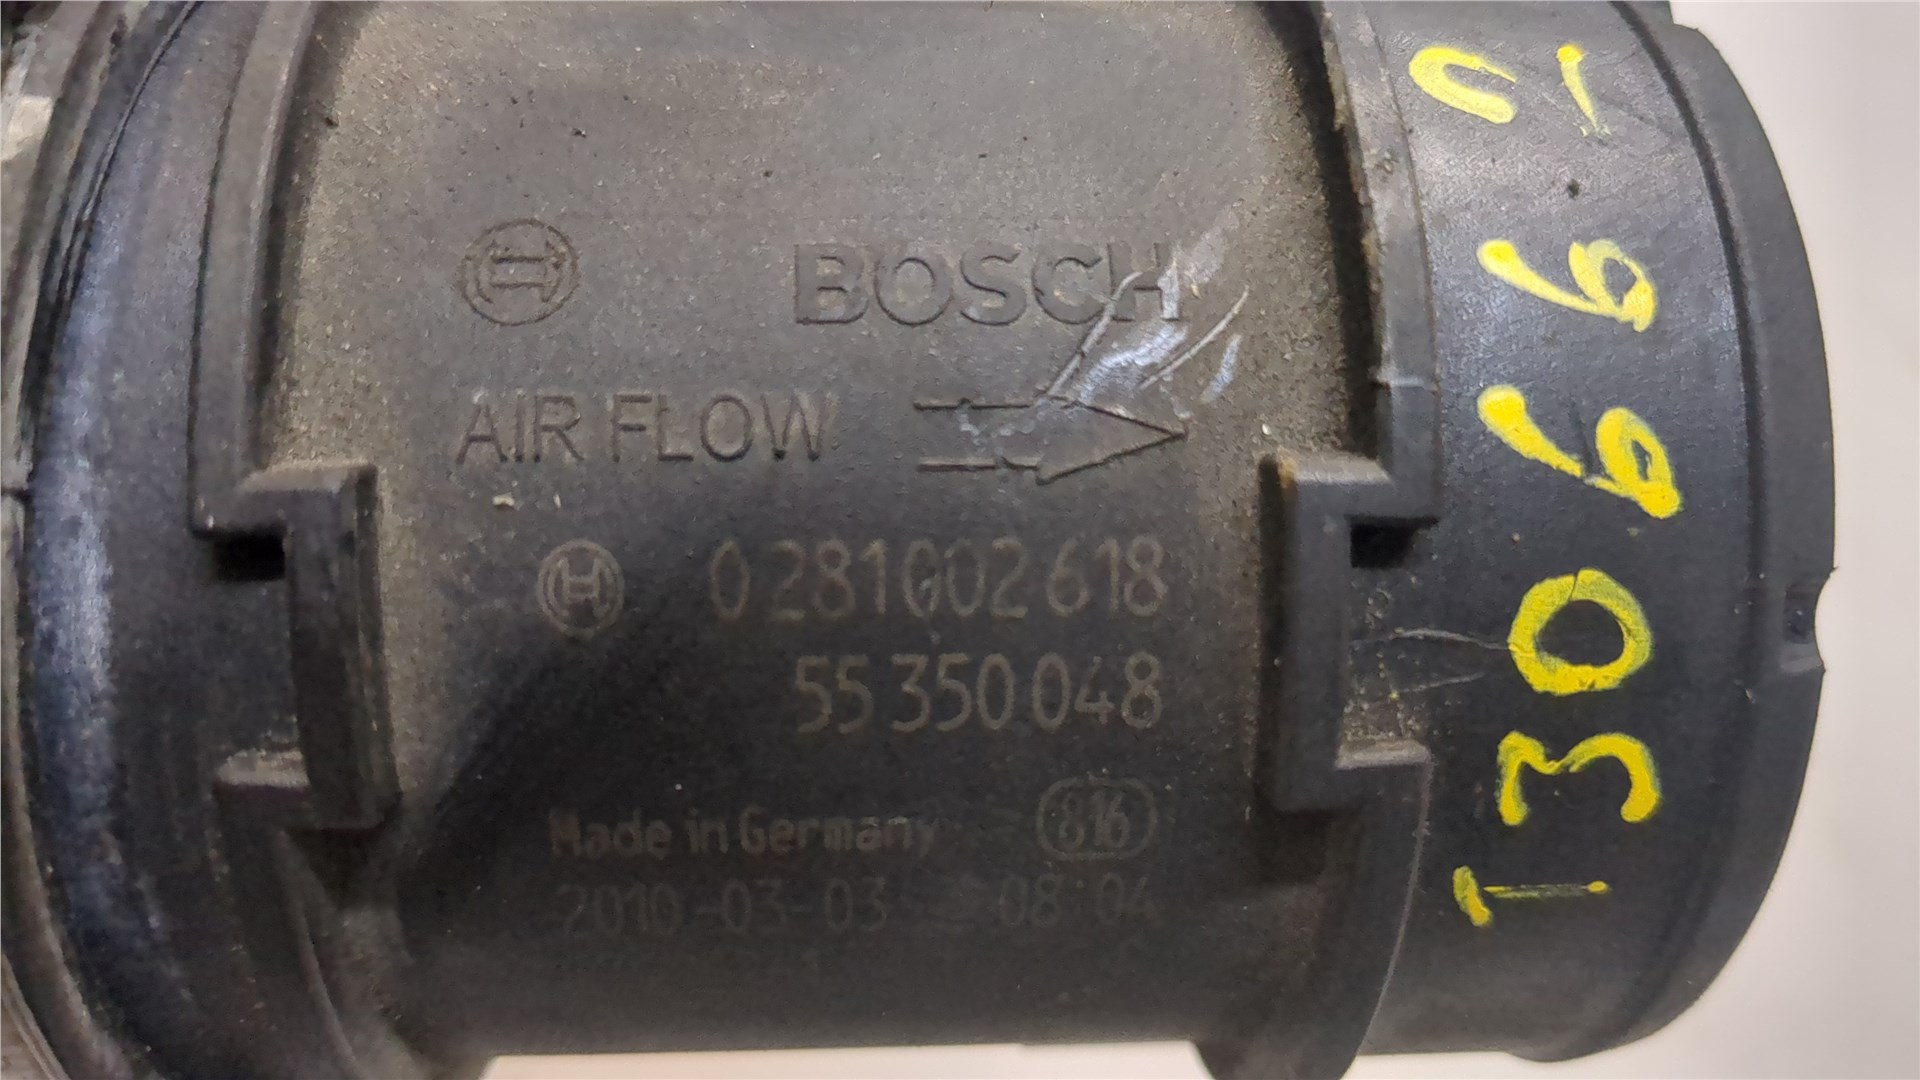 BOSCH
AIR FLOW
0 281 002 618
55 350 048
Made in Germany 816
2010-03-03 08:04
T3066